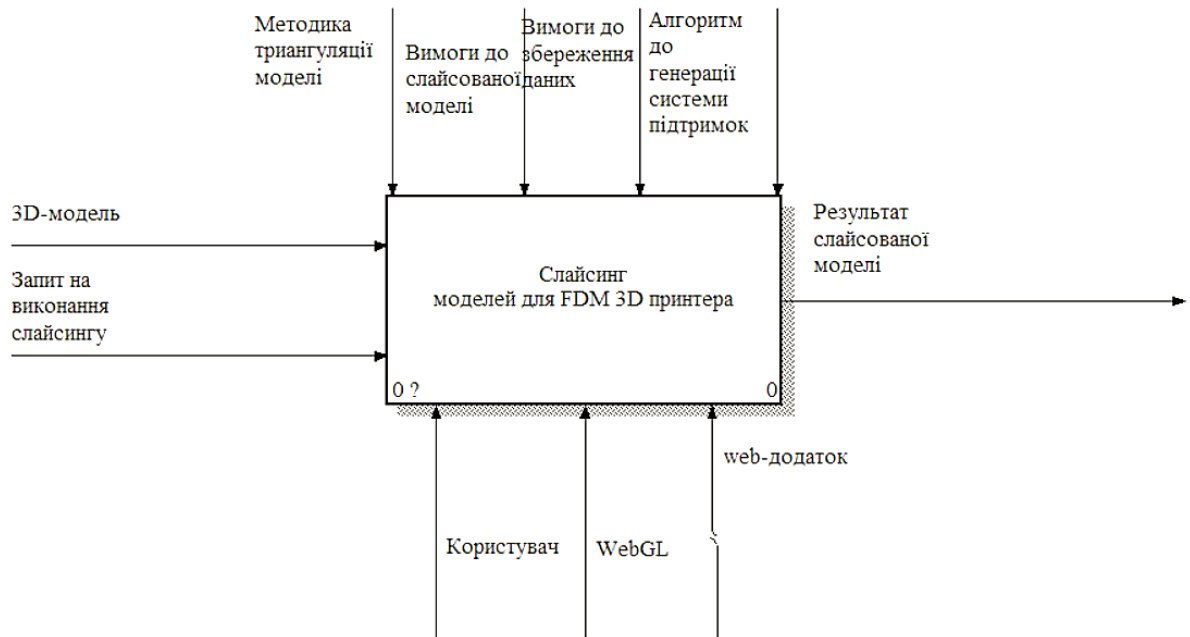 Методика
триангуляції
моделі
Вимоги до
слайсованої
моделі
Вимоги до
збереження
даних
Алгоритм
до
генерації
системи
підтримок
3D-модель
Запит на
виконання
слайсингу
Слайсинг
моделей для FDM 3D принтера
0 ?
0
Результат
слайсованої
моделі
web-додаток
Користувач
WebGL